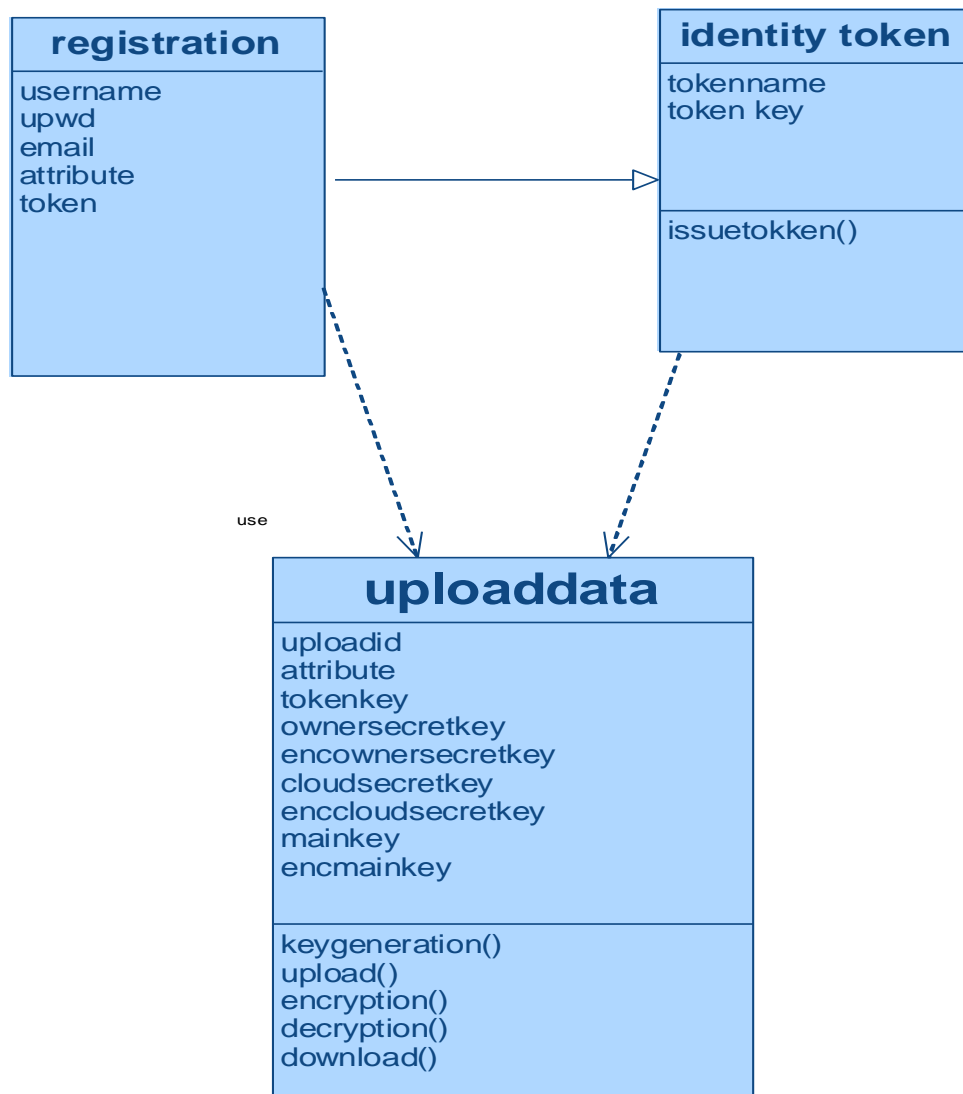 registration
username
upwd
email
attribute
token
identity token
tokenname
token key
issuetokken()
use
uploaddata
uploadid
attribute
tokenkey
ownersecretkey
encownersecretkey
cloudsecretkey
enccloudsecretkey
mainkey
encmainkey
keygeneration()
upload()
encryption()
decryption()
download()